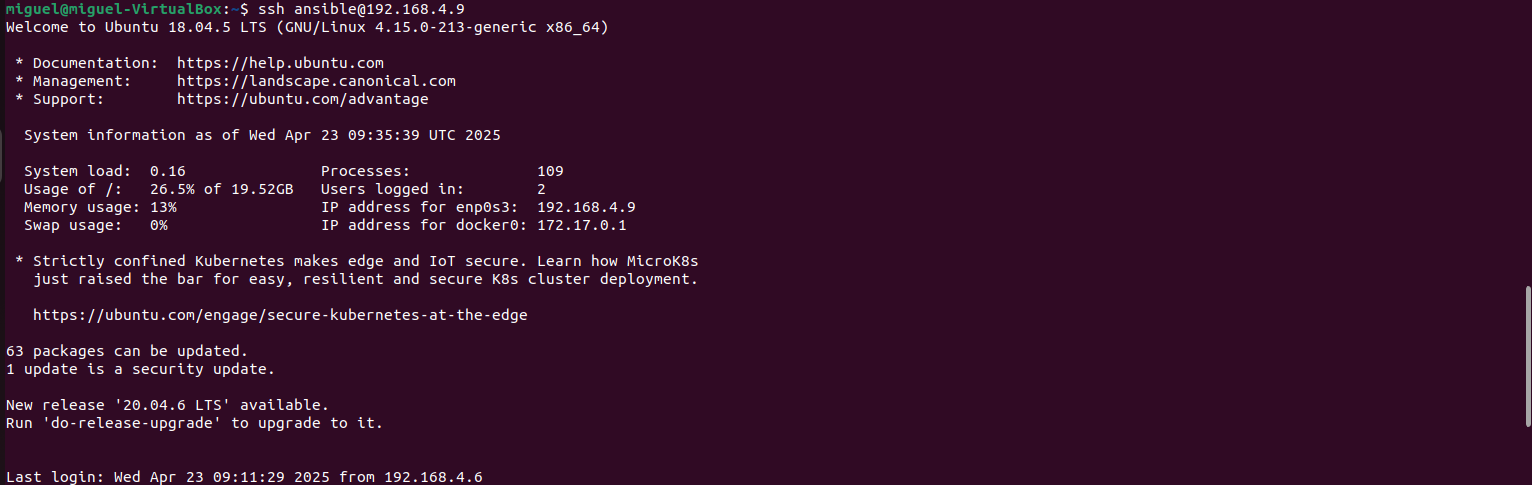 miguel@miguel-VirtualBox:~$ ssh ansible@192.168.4.9
Welcome to Ubuntu 18.04.5 LTS (GNU/Linux 4.15.0-213-generic x86_64)

 * Documentation:  https://help.ubuntu.com
 * Management:     https://landscape.canonical.com
 * Support:        https://ubuntu.com/advantage

  System information as of Wed Apr 23 09:35:39 UTC 2025

  System load:  0.16               Processes:              109
  Usage of /:   26.5% of 19.52GB   Users logged in:        2
  Memory usage: 13%                IP address for enp0s3:  192.168.4.9
  Swap usage:   0%                 IP address for docker0: 172.17.0.1

 * Strictly confined Kubernetes makes edge and IoT secure. Learn how MicroK8s
   just raised the bar for easy, resilient and secure K8s cluster deployment.

   https://ubuntu.com/engage/secure-kubernetes-at-the-edge

63 packages can be updated.
1 update is a security update.

New release '20.04.6 LTS' available.
Run 'do-release-upgrade' to upgrade to it.


Last login: Wed Apr 23 09:11:29 2025 from 192.168.4.6